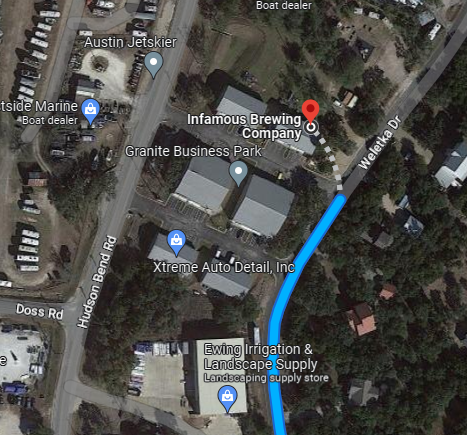 Boat dealer
Austin Jetskier
tside Marine
Boat dealer
Infamous Brewing
Company
Weletka Dr
Granite Business Park
Hudson Bend Rd
Xtreme Auto Detail, Inc
Doss Rd
Ewing Irrigation &
Landscape Supply
Landscaping supply store
e